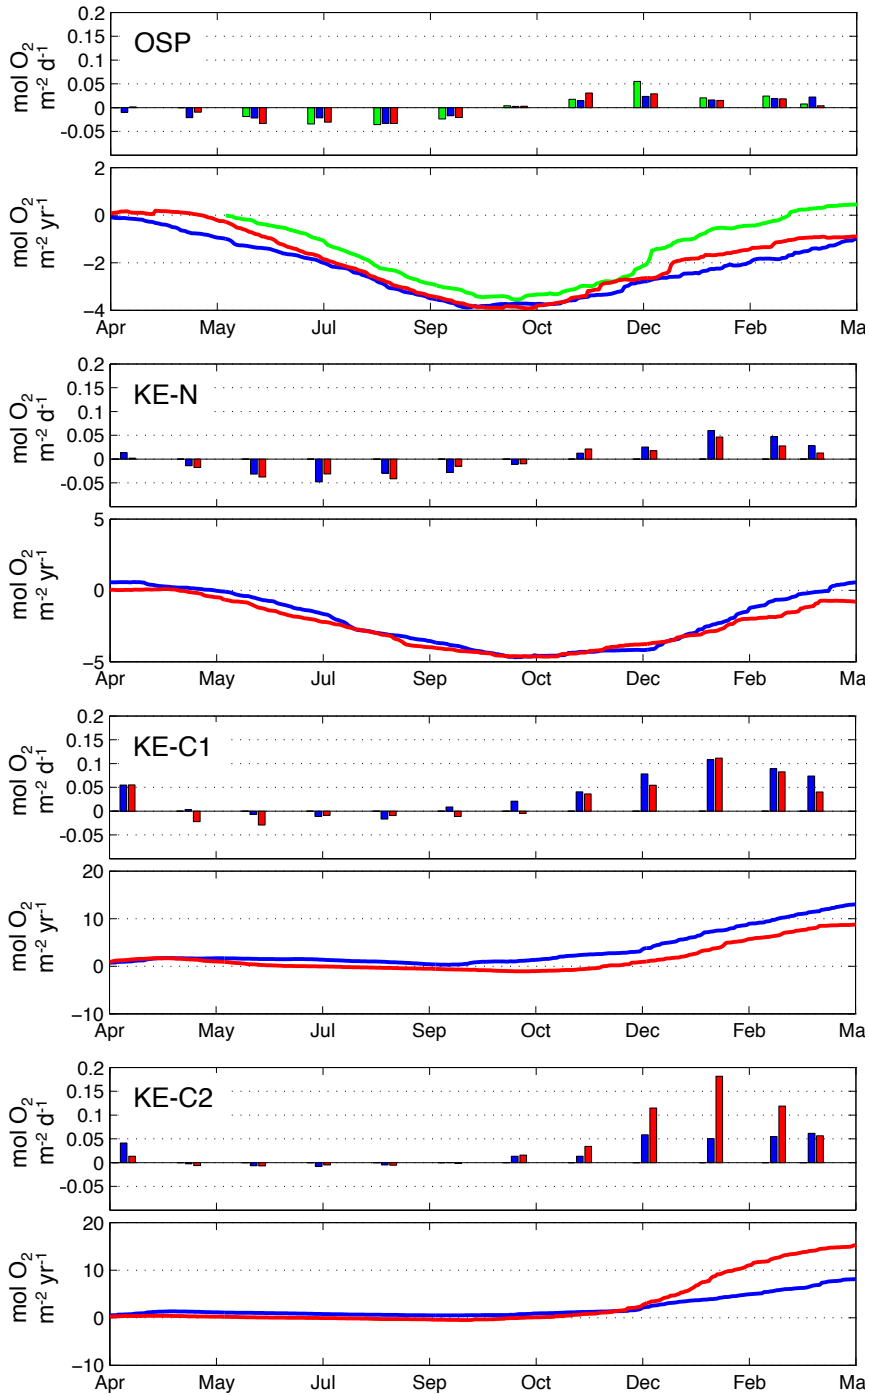 OSP
mol O2
m-2 d-1
0.2
0.15
0.1
0.05
0
-0.05
mol O2
m-2 yr-1
2
0
−2
−4
Apr May Jul Sep Oct Dec Feb Ma
KE-N
mol O2
m-2 d-1
0.2
0.15
0.1
0.05
0
-0.05
mol O2
m-2 yr-1
5
0
−5
Apr May Jul Sep Oct Dec Feb Ma
KE-C1
mol O2
m-2 d-1
0.2
0.15
0.1
0.05
0
-0.05
mol O2
m-2 yr-1
20
10
0
−10
Apr May Jul Sep Oct Dec Feb Ma
KE-C2
mol O2
m-2 d-1
0.2
0.15
0.1
0.05
0
-0.05
mol O2
m-2 yr-1
20
10
0
−10
Apr May Jul Sep Oct Dec Feb Ma